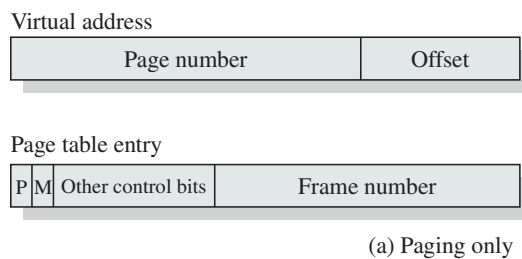 Virtual address
Page number Offset
Page table entry
P M Other control bits Frame number
(a) Paging only